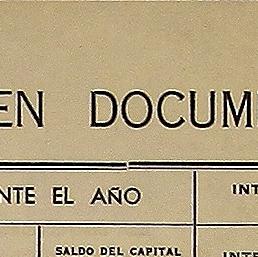 EN DOCUM
NTE EL AÑO
INT
SALDO DEL CAPITAL
INTE